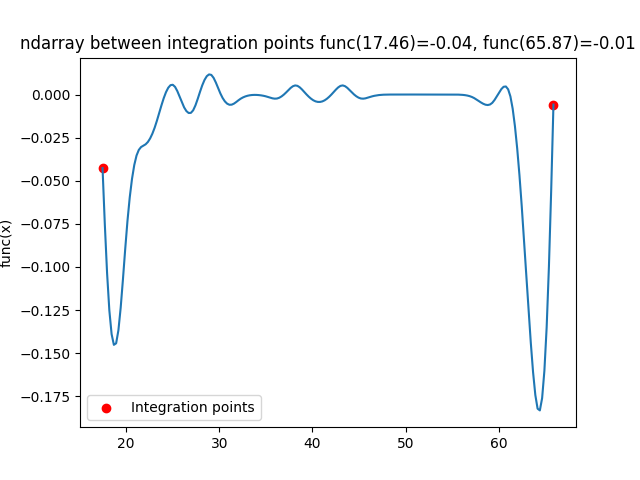 ndarray between integration points func(17.46)=-0.04, func(65.87)=-0.01
0.000
−0.025
−0.050
−0.075
−0.100
−0.125
−0.150
−0.175
func(x)
Integration points
20 30 40 50 60